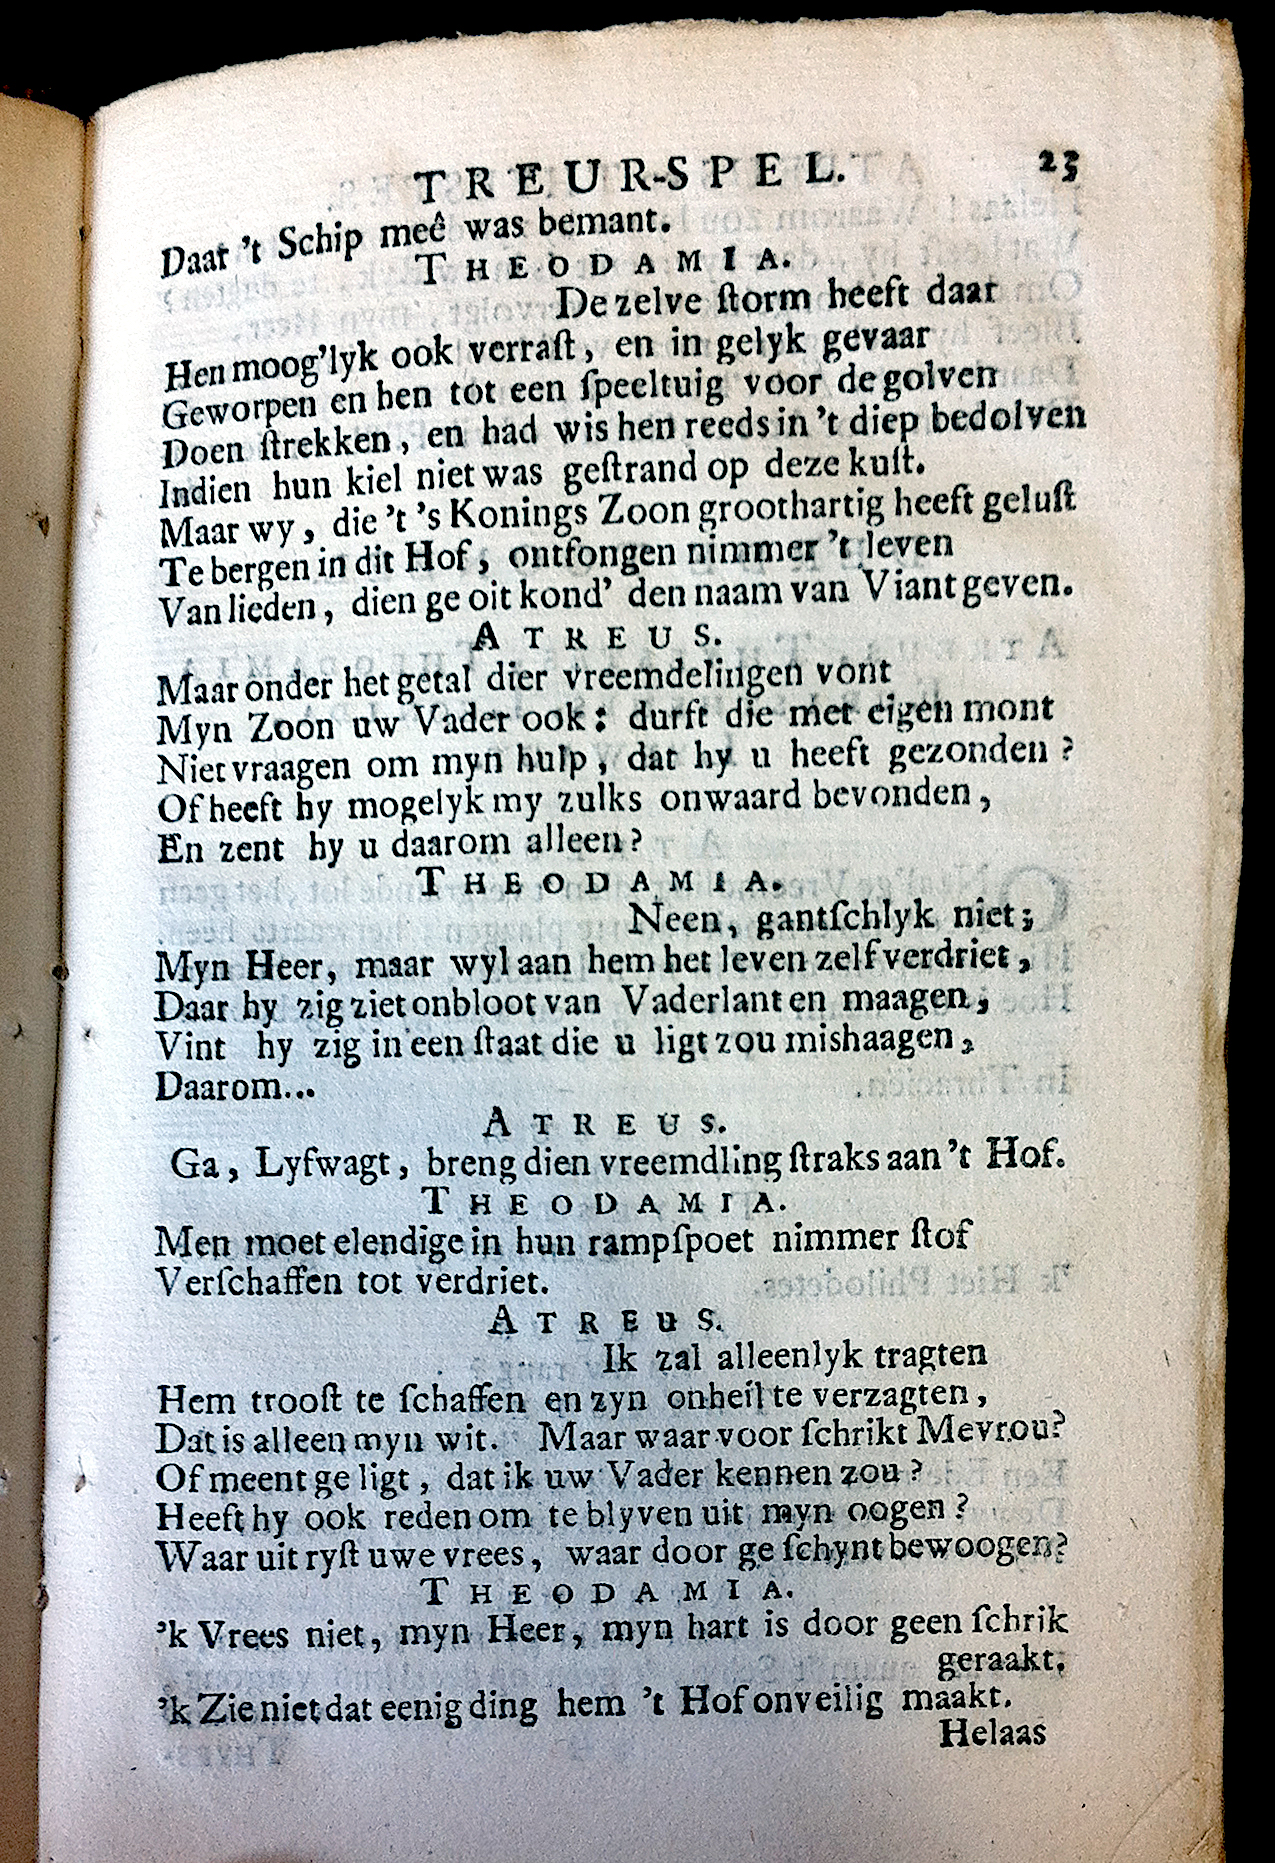 TREUR-SPEL. 23
Daar 't Schip meê was bemant.
THEODAMIA.
De zelve ſtorm heeft daar
Hen moog'lyk ook verraſt, en in gelyk gevaar
Geworpen en hen tot een ſpeeltuig voor de golven
Doen ſtrekken, en had wis hen reeds in 't diep bedolven
Indien hun kiel niet was geſtrand op deze kuſt.
Maar wy, die 't 's Konings Zoon groothartig heeft geluſt
Te bergen in dit Hof, ontfongen nimmer 't leven
Van lieden, dien ge oit kond' den naam van Viant geven.
ATREUS.
Maar onder het getal dier vreemdelingen vont
Myn Zoon uw Vader ook: durft die met eigen mont
Niet vraagen om myn hulp, dat hy u heeft gezonden?
Of heeft hy mogelyk my zulks onwaard bevonden,
En zent hy u daarom alleen?
THEODAMIA.
Neen, gantſchlyk niet;
Myn Heer, maar wyl aan hem het leven zelf verdriet,
Daar hy zig ziet onbloot van Vaderlant en maagen,
Vint hy zig in een ſtaat die u ligt zou mishaagen,
Daarom...
ATREUS.
Ga, Lyfwagt, breng dien vreemdling ſtraks aan 't Hof.
THEODAMIA.
Men moet elendige in hun rampſpoet nimmer ſtof
Verſchaffen tot verdriet.
ATREUS.
Ik zal alleenlyk tragten
Hem trooſt te ſchaffen en zyn onheil te verzagten,
Dat is alleen myn wit. Maar waar voor ſchrikt Mevrou?
Of meent ge ligt, dat ik uw Vader kennen zou?
Heeft hy ook reden om te blyven uit myn oogen?
Waar uit ryſt uwe vrees, waar door ge ſchynt bewoogen?
THEODAMIA.
'k Vrees niet, myn Heer, myn hart is door geen ſchrik
geraakt.
'k Zie niet dat eenig ding hem 't Hof onveilig maakt.
Helaas